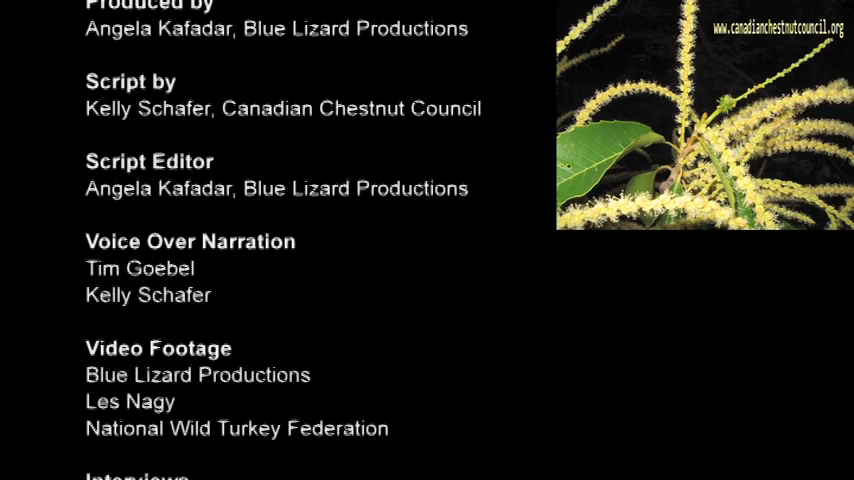 Produced by
Angela Kafadar, Blue Lizard Productions
www.canadianchestnutcouncil.org
Script by
Kelly Schafer, Canadian Chestnut Council
Script Editor
Angela Kafadar, Blue Lizard Productions
Voice Over Narration
Tim Goebel
Kelly Schafer
Video Footage
Blue Lizard Productions
Les Nagy
National Wild Turkey Federation
Interviews